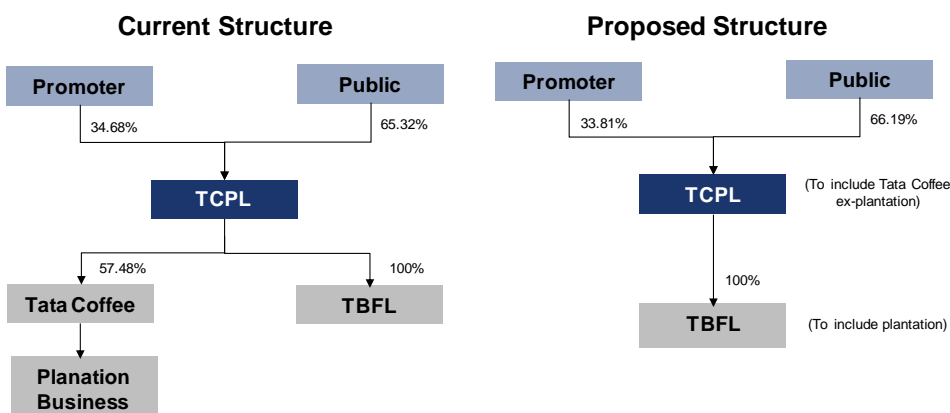 Current Structure
Promoter
Public
34.68%
65.32%
TCPL
57.48%
100%
Tata Coffee
TBFL
Planation
Business
Proposed Structure
Promoter
Public
33.81%
66.19%
TCPL
(To include Tata Coffee
ex-plantation)
100%
TBFL
(To include plantation)